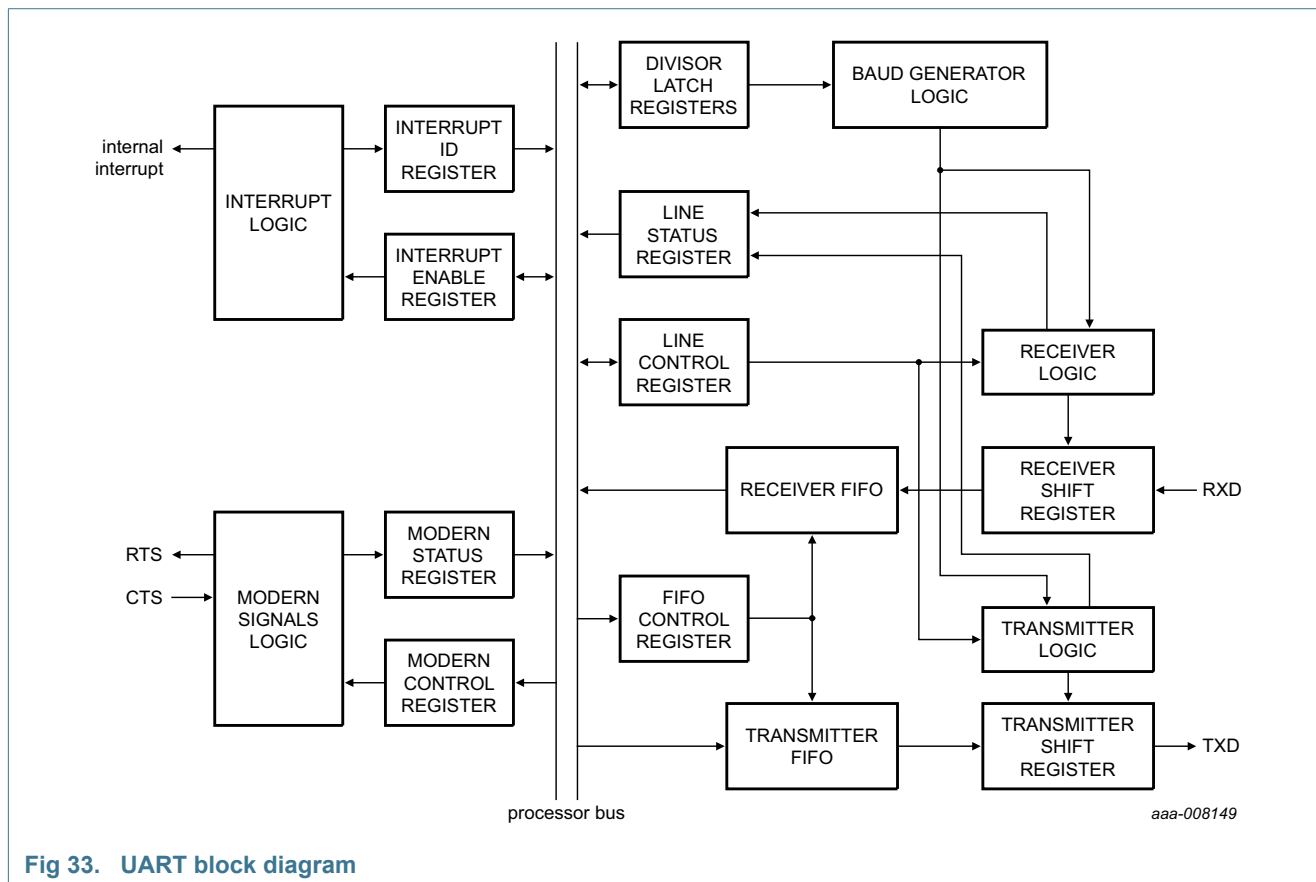 internal
interrupt
INTERRUPT
LOGIC
INTERRUPT
ID
REGISTER
INTERRUPT
ENABLE
REGISTER
RTS
CTS
MODERN
SIGNALS
LOGIC
MODERN
STATUS
REGISTER
MODERN
CONTROL
REGISTER
DIVISOR
LATCH
REGISTERS
BAUD GENERATOR
LOGIC
LINE
STATUS
REGISTER
LINE
CONTROL
REGISTER
RECEIVER
LOGIC
RECEIVER FIFO
RECEIVER
SHIFT
REGISTER
RXD
FIFO
CONTROL
REGISTER
TRANSMITTER
LOGIC
TRANSMITTER
FIFO
TRANSMITTER
SHIFT
REGISTER
TXD
processor bus
aaa-008149
Fig 33. UART block diagram